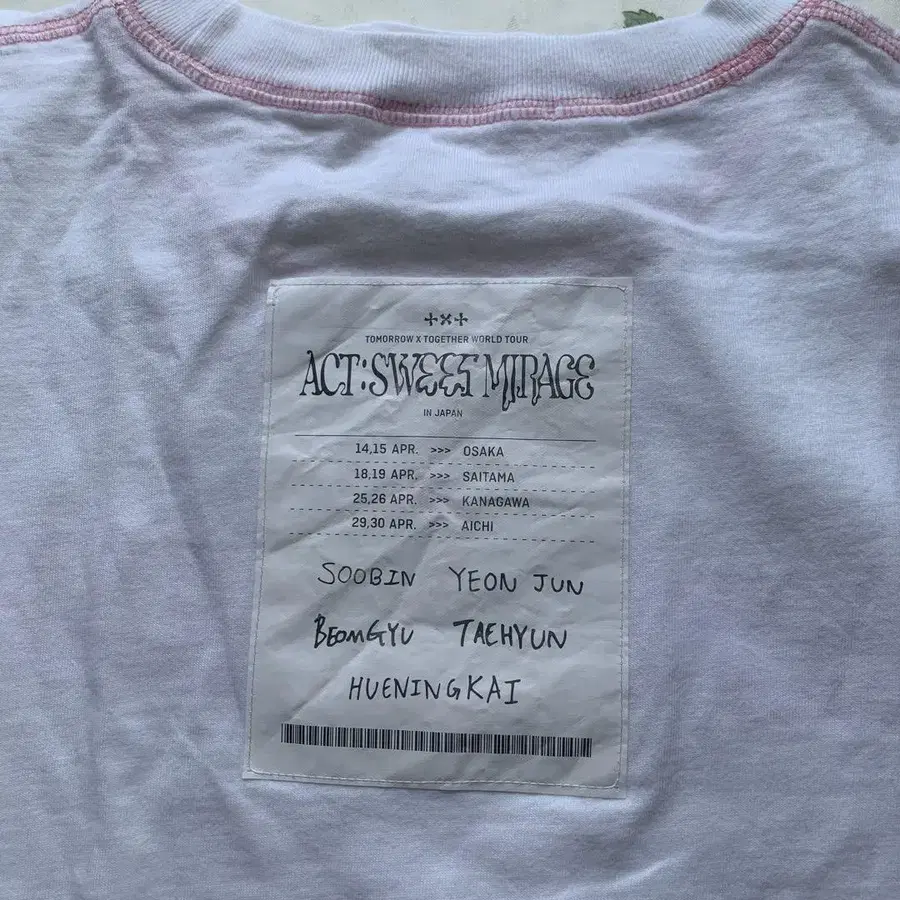 +×+
TOMORROW X TOGETHER WORLD TOUR
ACT:SWEET MIRAGE
IN JAPAN
14,15 APR. >>> OSAKA
18,19 APR. >>> SAITAMA
25,26 APR. >>> KANAGAWA
29,30 APR. >>> AICHI
SOOBIN YEON JUN
BEOMGYU TAEHYUN
HUENINGKAI